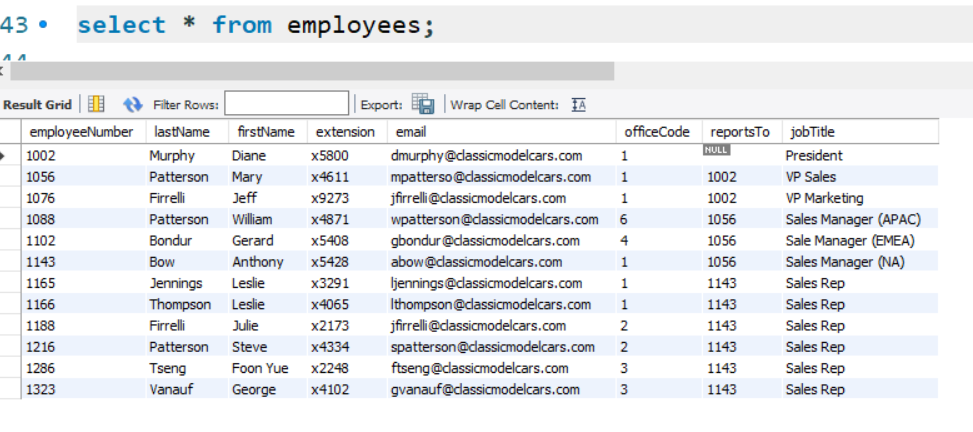 43 select * from employees;
44
Result Grid Filter Rows: Export: Wrap Cell Content: IA
employeeNumber lastName firstName extension email officeCode reportsTo jobTitle
1002 Murphy Diane x5800 dmurphy@classicmodelcars.com 1 NULL President
1056 Patterson Mary x4611 mpatterso@classicmodelcars.com 1 1002 VP Sales
1076 Firrelli Jeff x9273 jfirrelli@classicmodelcars.com 1 1002 VP Marketing
1088 Patterson William x4871 wpatterson@classicmodelcars.com 6 1056 Sales Manager (APAC)
1102 Bondur Gerard x5408 gbondur@classicmodelcars.com 4 1056 Sale Manager (EMEA)
1143 Bow Anthony x5428 abow@classicmodelcars.com 1 1056 Sales Manager (NA)
1165 Jennings Leslie x3291 ljennings@classicmodelcars.com 1 1143 Sales Rep
1166 Thompson Leslie x4065 lthompson@classicmodelcars.com 1 1143 Sales Rep
1188 Firrelli Julie x2173 jfirrelli@classicmodelcars.com 2 1143 Sales Rep
1216 Patterson Steve x4334 spatterson@classicmodelcars.com 2 1143 Sales Rep
1286 Tseng Foon Yue x2248 ftseng@classicmodelcars.com 3 1143 Sales Rep
1323 Vanauf George x4102 gvanauf@classicmodelcars.com 3 1143 Sales Rep